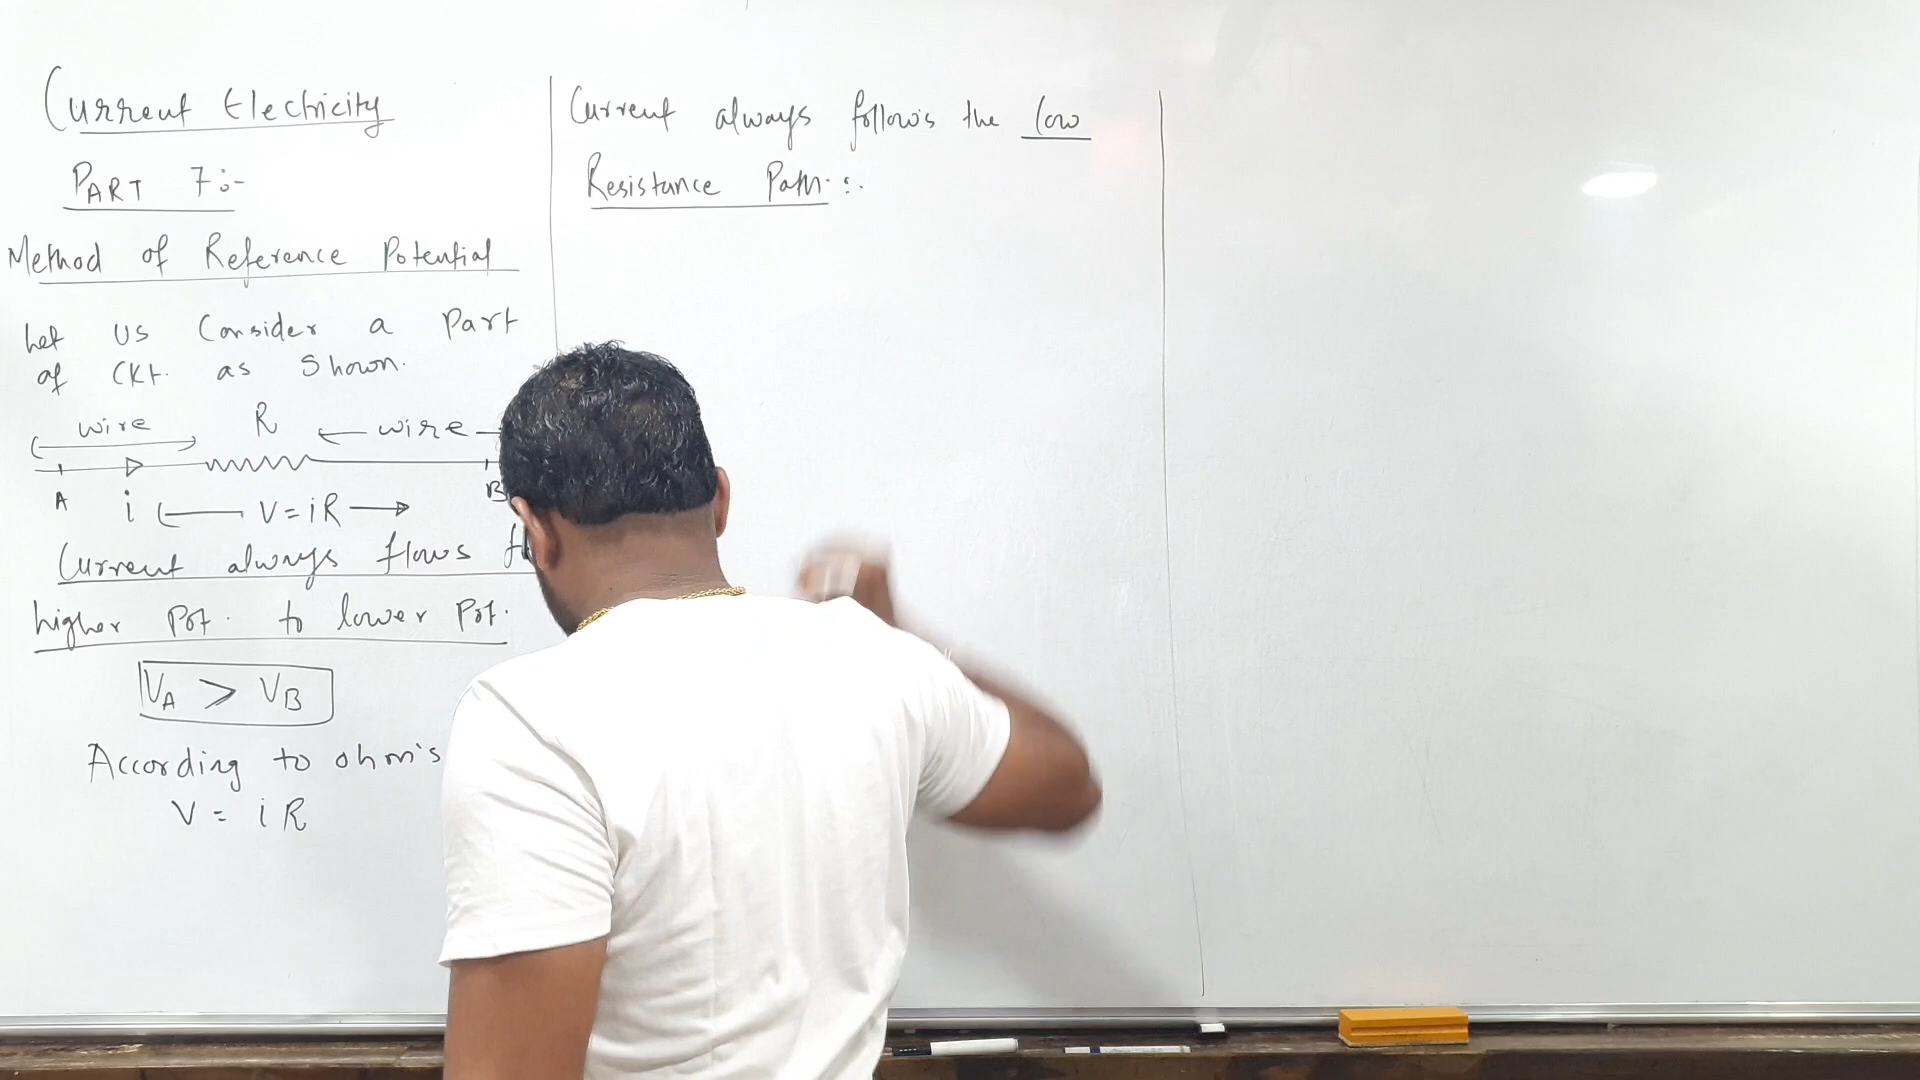 Current Electricity
PART 7:-
Method of Reference Potential
Let us Consider a Part
of CKt. as Shown.
wire R wire
A i V=iR B
Current always flows
higher Pot. to lower Pot.
VA > VB
According to ohm's
V = iR
Current always follow's the low
Resistance Path :.